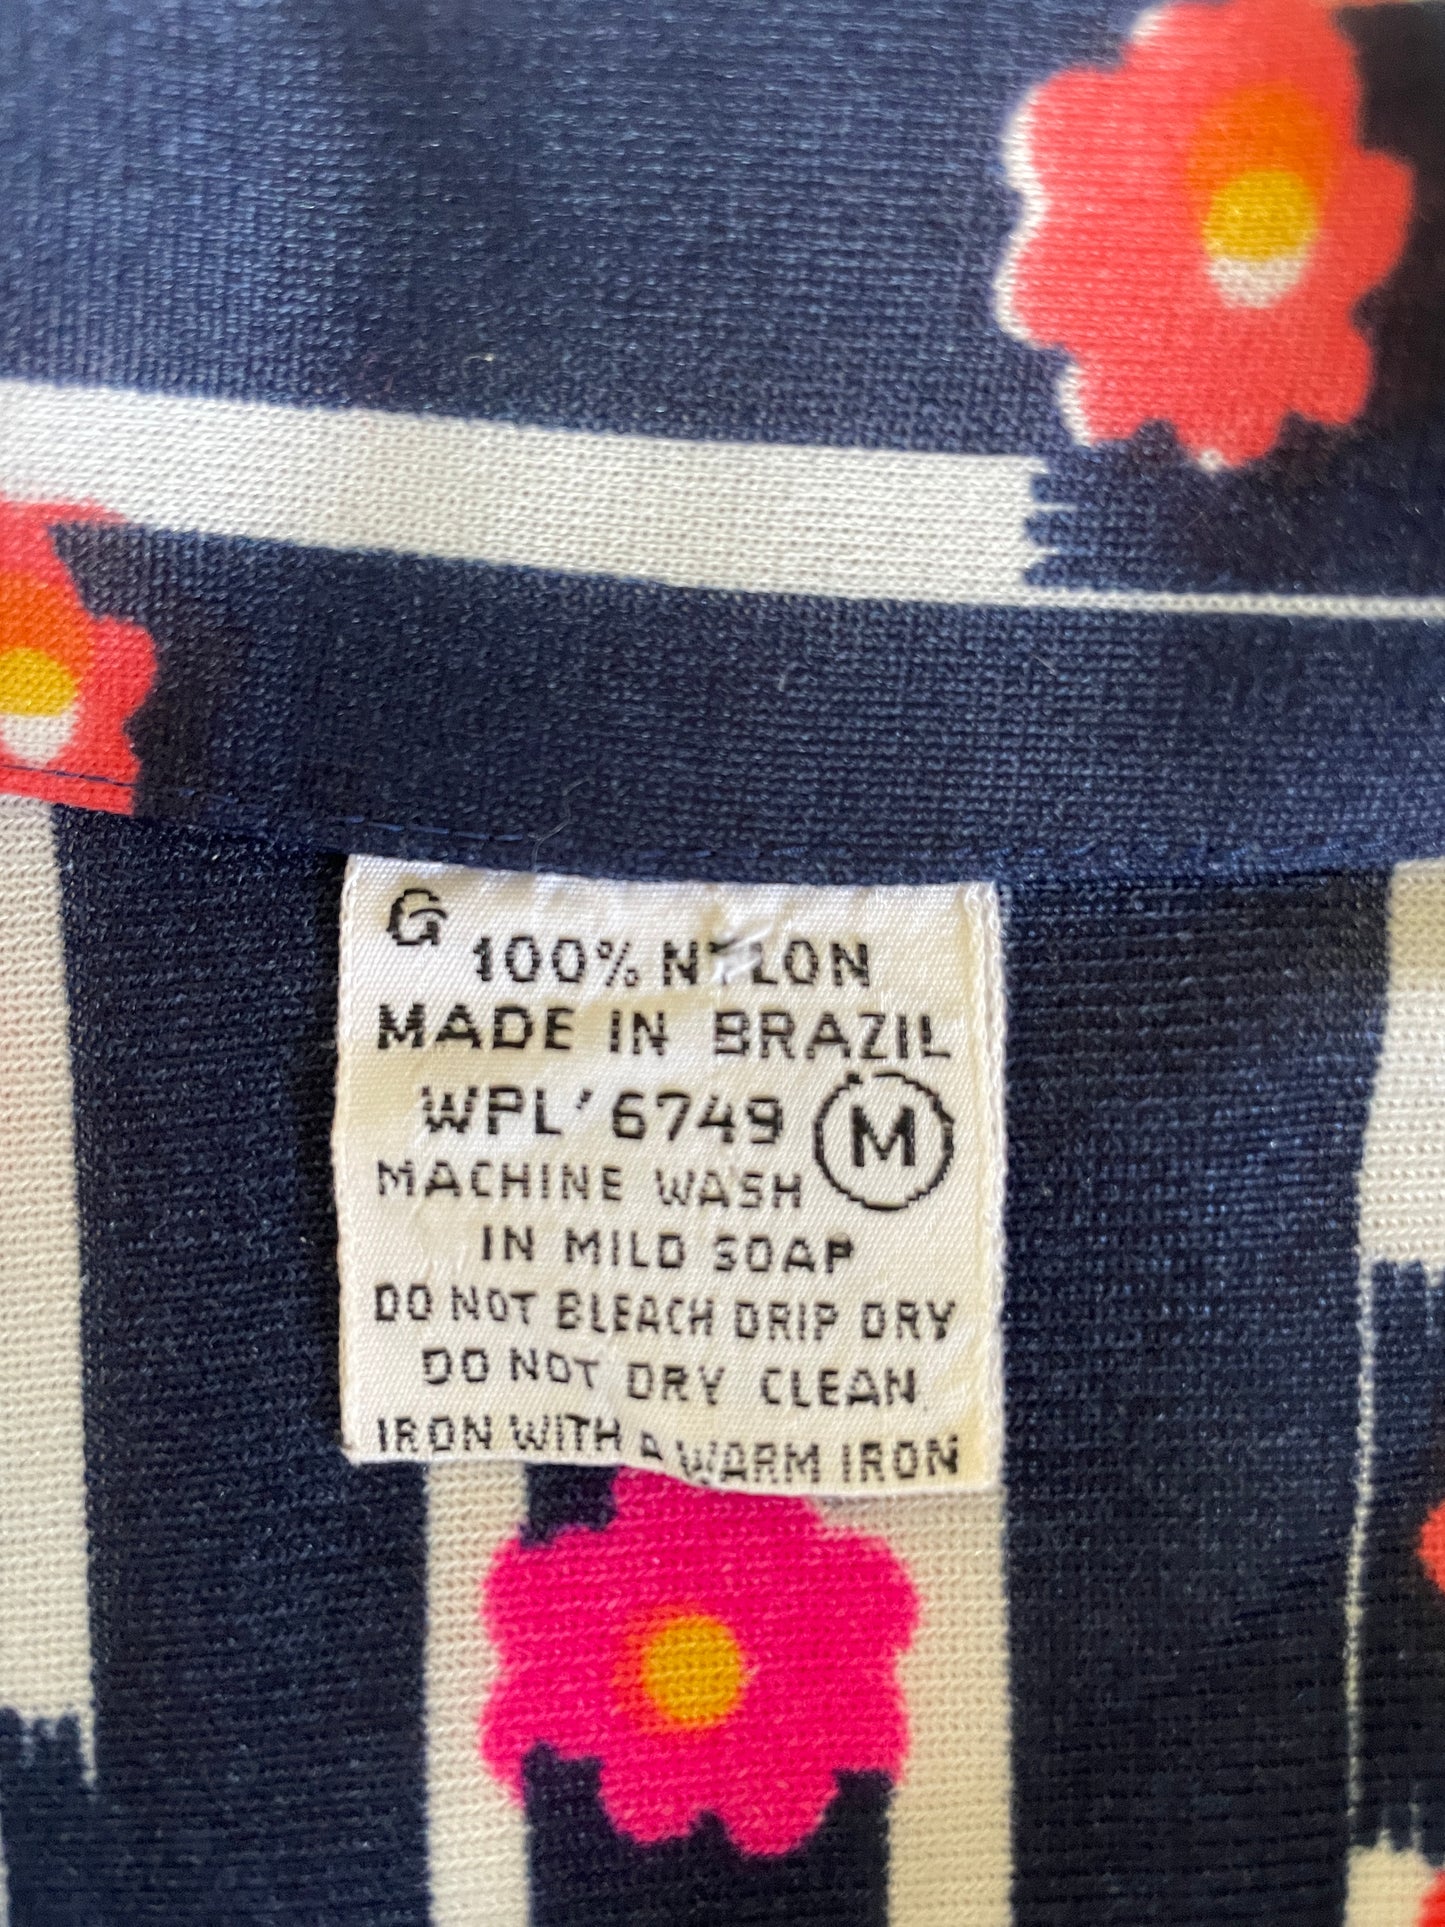 G
100% NYLON
MADE IN BRAZIL
WPL' 6749 M
MACHINE WASH
IN MILD SOAP
DO NOT BLEACH DRIP DRY
DO NOT DRY CLEAN
IRON WITH A WARM IRON